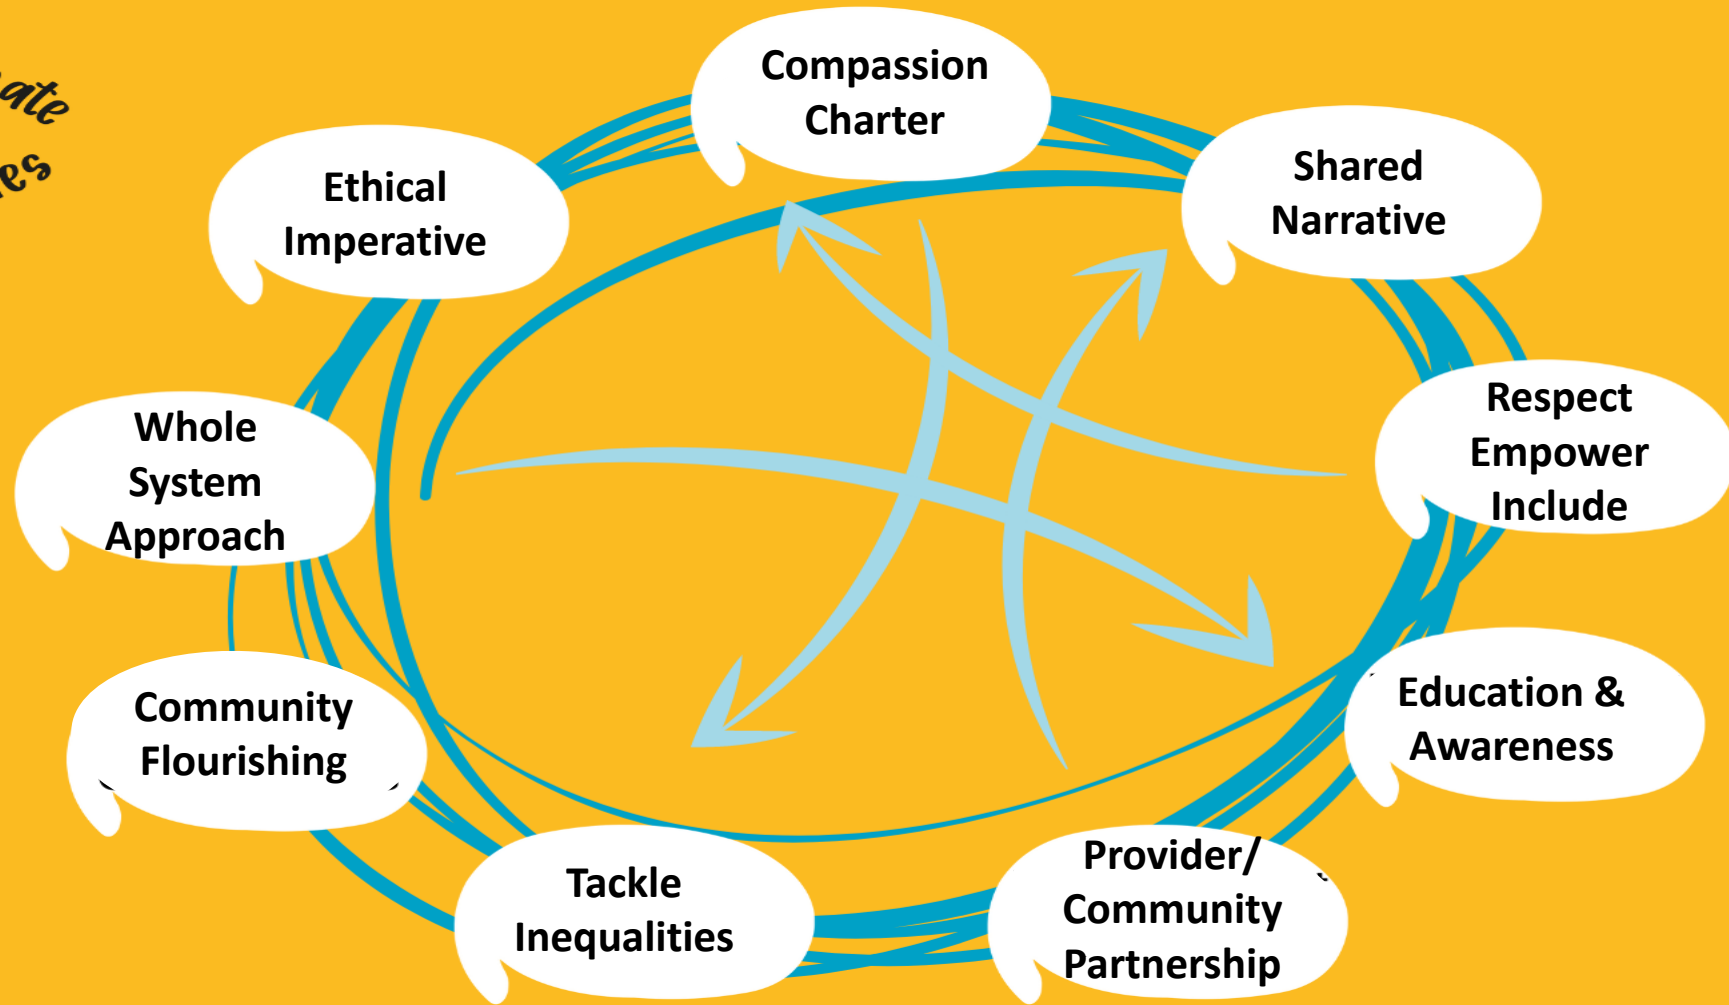 Compassion
Charter
Shared
Narrative
Respect
Empower
Include
Education &
Awareness
Provider/
Community
Partnership
Tackle
Inequalities
Community
Flourishing
Whole
System
Approach
Ethical
Imperative